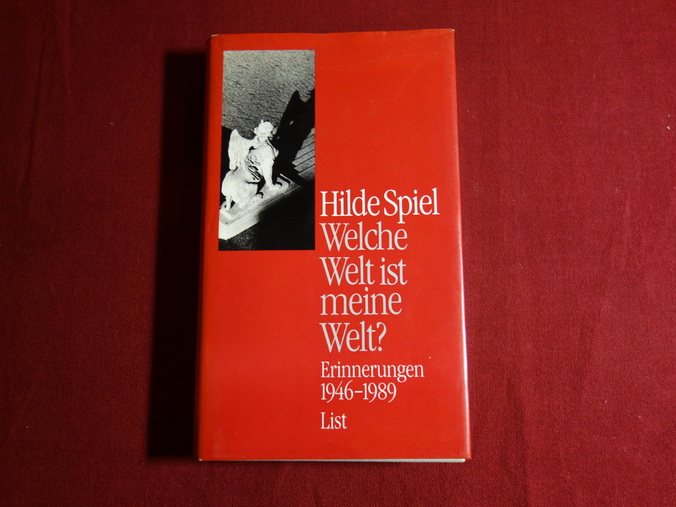 Hilde Spiel
Welche
Welt ist
meine
Welt?
Erinnerungen
1946–1989
List